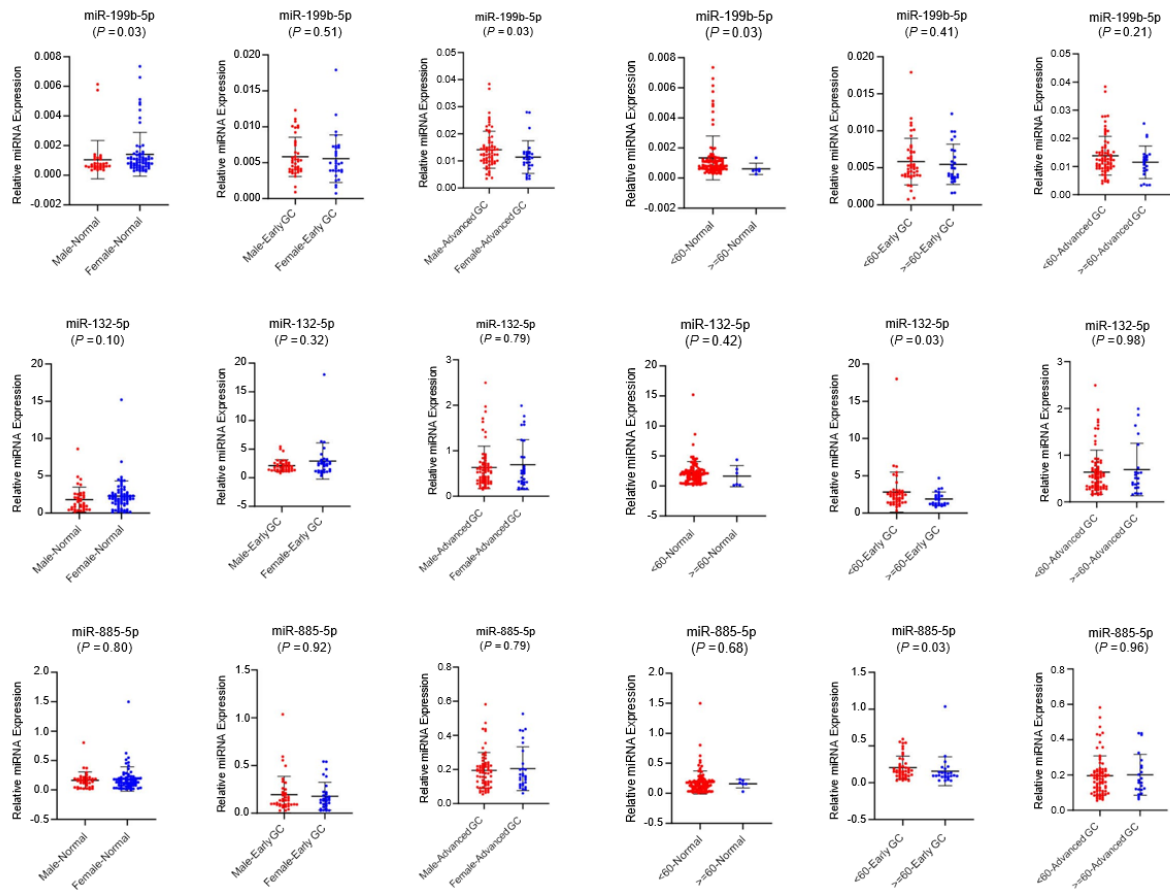 miR-199b-5p
(P = 0.03)
Relative miRNA Expression
0.008
0.006
0.004
0.002
0.000
-0.002
Male-Normal
Female-Normal
miR-199b-5p
(P = 0.51)
Relative miRNA Expression
0.020
0.015
0.010
0.005
0.000
Male-Early GC
Female-Early GC
miR-199b-5p
(P = 0.03)
Relative miRNA Expression
0.05
0.04
0.03
0.02
0.01
0.00
Male-Advanced GC
Female-Advanced GC
miR-199b-5p
(P = 0.03)
Relative miRNA Expression
0.008
0.006
0.004
0.002
0.000
-0.002
<60-Normal
>=60-Normal
miR-199b-5p
(P = 0.41)
Relative miRNA Expression
0.020
0.015
0.010
0.005
0.000
<60-Early GC
>=60-Early GC
miR-199b-5p
(P = 0.21)
Relative miRNA Expression
0.05
0.04
0.03
0.02
0.01
0.00
<60-Advanced GC
>=60-Advanced GC
miR-132-5p
(P = 0.10)
Relative miRNA Expression
20
15
10
5
0
Male-Normal
Female-Normal
miR-132-5p
(P = 0.32)
Relative miRNA Expression
20
15
10
5
0
-5
Male-Early GC
Female-Early GC
miR-132-5p
(P = 0.79)
Relative miRNA Expression
3
2
1
0
Male-Advanced GC
Female-Advanced GC
miR-132-5p
(P = 0.42)
Relative miRNA Expression
20
15
10
5
0
-5
<60-Normal
>=60-Normal
miR-132-5p
(P = 0.03)
Relative miRNA Expression
20
15
10
5
0
<60-Early GC
>=60-Early GC
miR-132-5p
(P = 0.98)
Relative miRNA Expression
3
2
1
0
<60-Advanced GC
>=60-Advanced GC
miR-885-5p
(P = 0.80)
Relative miRNA Expression
2.0
1.5
1.0
0.5
0.0
-0.5
Male-Normal
Female-Normal
miR-885-5p
(P = 0.92)
Relative miRNA Expression
1.5
1.0
0.5
0.0
Male-Early GC
Female-Early GC
miR-885-5p
(P = 0.79)
Relative miRNA Expression
0.8
0.6
0.4
0.2
0.0
Male-Advanced GC
Female-Advanced GC
miR-885-5p
(P = 0.68)
Relative miRNA Expression
2.0
1.5
1.0
0.5
0.0
-0.5
<60-Normal
>=60-Normal
miR-885-5p
(P = 0.03)
Relative miRNA Expression
1.5
1.0
0.5
0.0
-0.5
<60-Early GC
>=60-Early GC
miR-885-5p
(P = 0.96)
Relative miRNA Expression
0.8
0.6
0.4
0.2
0.0
<60-Advanced GC
>=60-Advanced GC